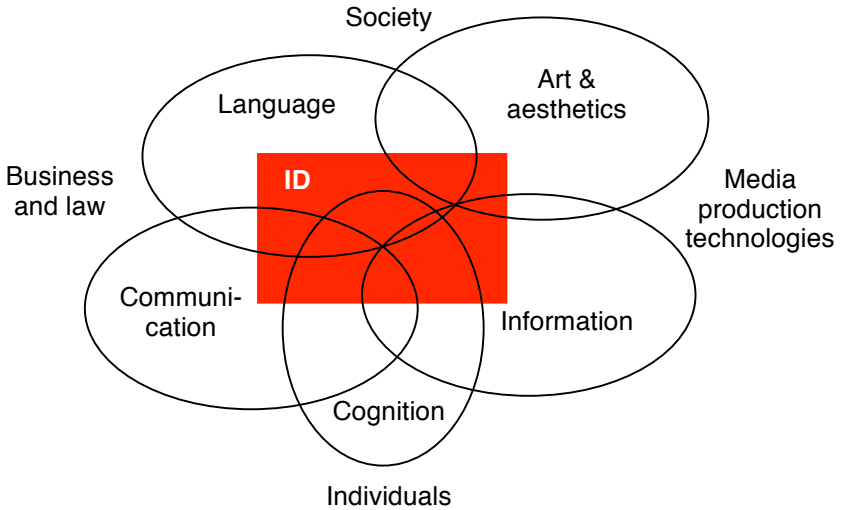 Society
Art &
aesthetics
Language
Business
and law
ID
Media
production
technologies
Communi-
cation
Information
Cognition
Individuals